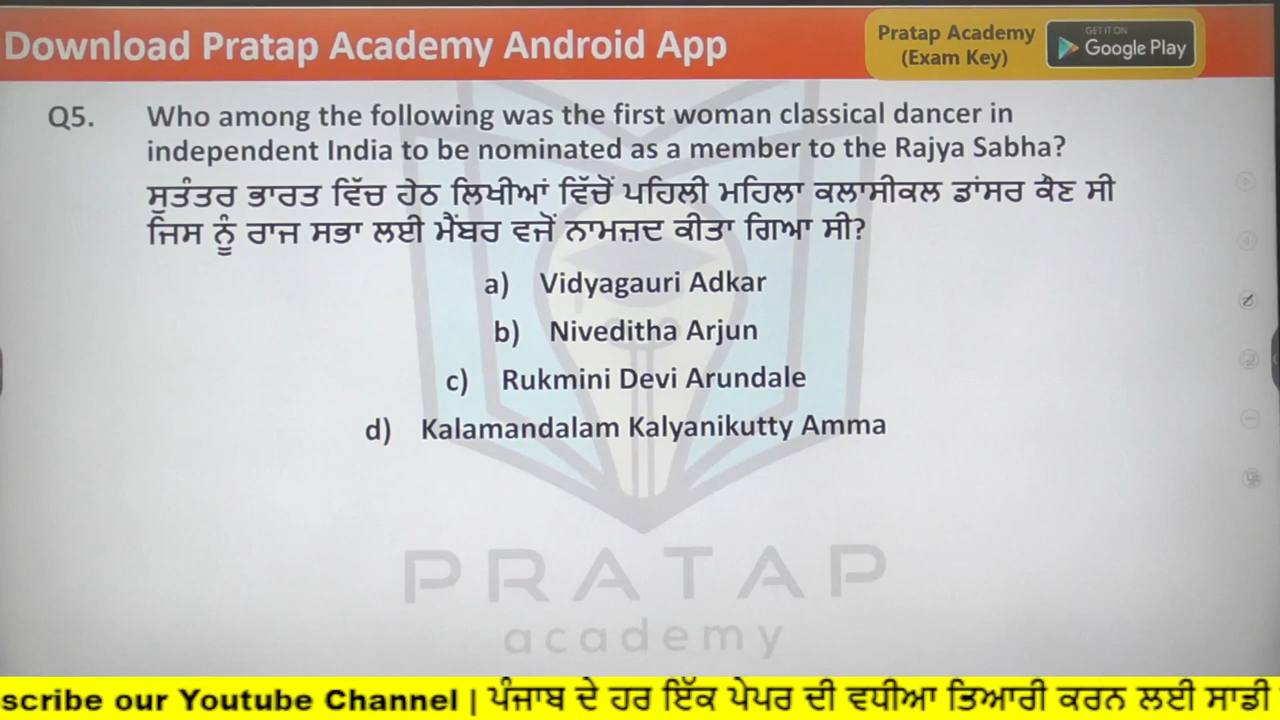 Download Pratap Academy Android App
Pratap Academy
(Exam Key)
GET IT ON
Google Play
Q5. Who among the following was the first woman classical dancer in
independent India to be nominated as a member to the Rajya Sabha?
ਸੁਤੰਤਰ ਭਾਰਤ ਵਿੱਚ ਹੇਠ ਲਿਖੀਆਂ ਵਿੱਚੋਂ ਪਹਿਲੀ ਮਹਿਲਾ ਕਲਾਸੀਕਲ ਡਾਂਸਰ ਕੌਣ ਸੀ
ਜਿਸ ਨੂੰ ਰਾਜ ਸਭਾ ਲਈ ਮੈਂਬਰ ਵਜੋਂ ਨਾਮਜ਼ਦ ਕੀਤਾ ਗਿਆ ਸੀ?
a) Vidyagauri Adkar
b) Niveditha Arjun
c) Rukmini Devi Arundale
d) Kalamandalam Kalyanikutty Amma
PRATAP
academy
scribe our Youtube Channel | ਪੰਜਾਬ ਦੇ ਹਰ ਇੱਕ ਪੇਪਰ ਦੀ ਵਧੀਆ ਤਿਆਰੀ ਕਰਨ ਲਈ ਸਾਡੀ